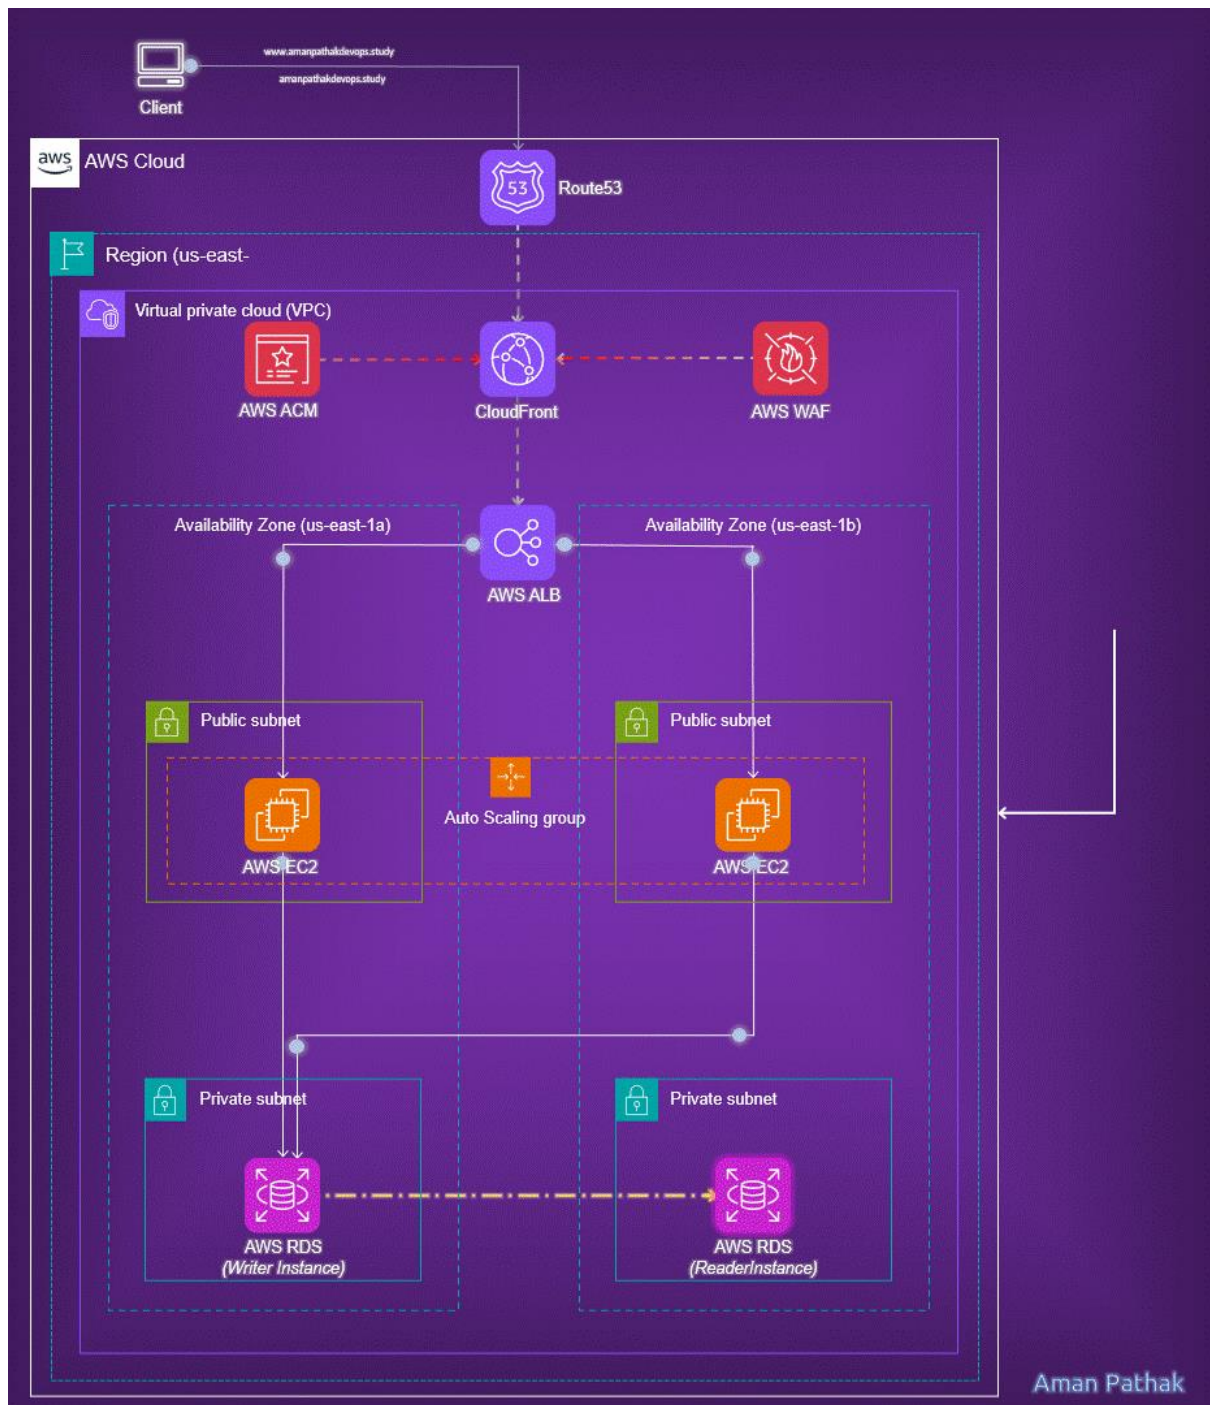 www.amanpathakdevops.study
amanpathakdevops.study
Client
aws
AWS Cloud
53
Route53
Region (us-east-
Virtual private cloud (VPC)
AWS ACM
CloudFront
AWS WAF
Availability Zone (us-east-1a)
Availability Zone (us-east-1b)
AWS ALB
Public subnet
Public subnet
Auto Scaling group
AWS EC2
AWS EC2
Private subnet
Private subnet
AWS RDS
(Writer Instance)
AWS RDS
(ReaderInstance)
Aman Pathak